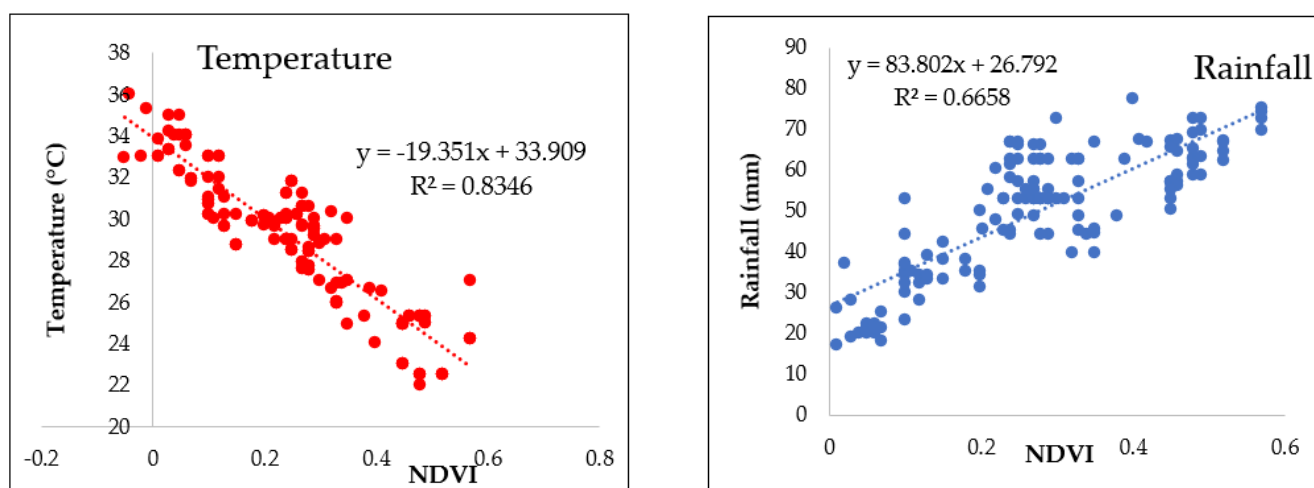 Temperature
y = -19.351x + 33.909
R² = 0.8346
Temperature (°C)
38
36
34
32
30
28
26
24
22
20
-0.2 0 0.2 0.4 0.6 0.8
NDVI
Rainfall
y = 83.802x + 26.792
R² = 0.6658
Rainfall (mm)
90
80
70
60
50
40
30
20
10
0
0 0.2 0.4 0.6
NDVI